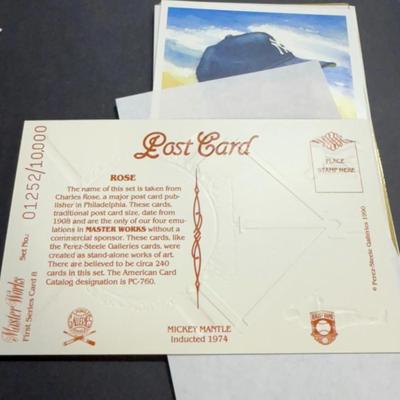 Post Card
ROSE
The name of this set is taken from
Charles Rose, a major post card pub-
lisher in Philadelphia. These cards,
traditional post card size, date from
1908 and are the only of our four emu-
lations in MASTER WORKS without a
commercial sponsor. These cards, like
the Perez-Steele Galleries cards, were
created as stand-alone works of art.
There are believed to be circa 240
cards in this set. The American Card
Catalog designation is PC-760.
MICKEY MANTLE
Inducted 1974
PLACE
STAMP HERE
© Perez-Steele Galleries 1990
Set No.: 01252/10,000
Master Works
First Series Card 8
NY